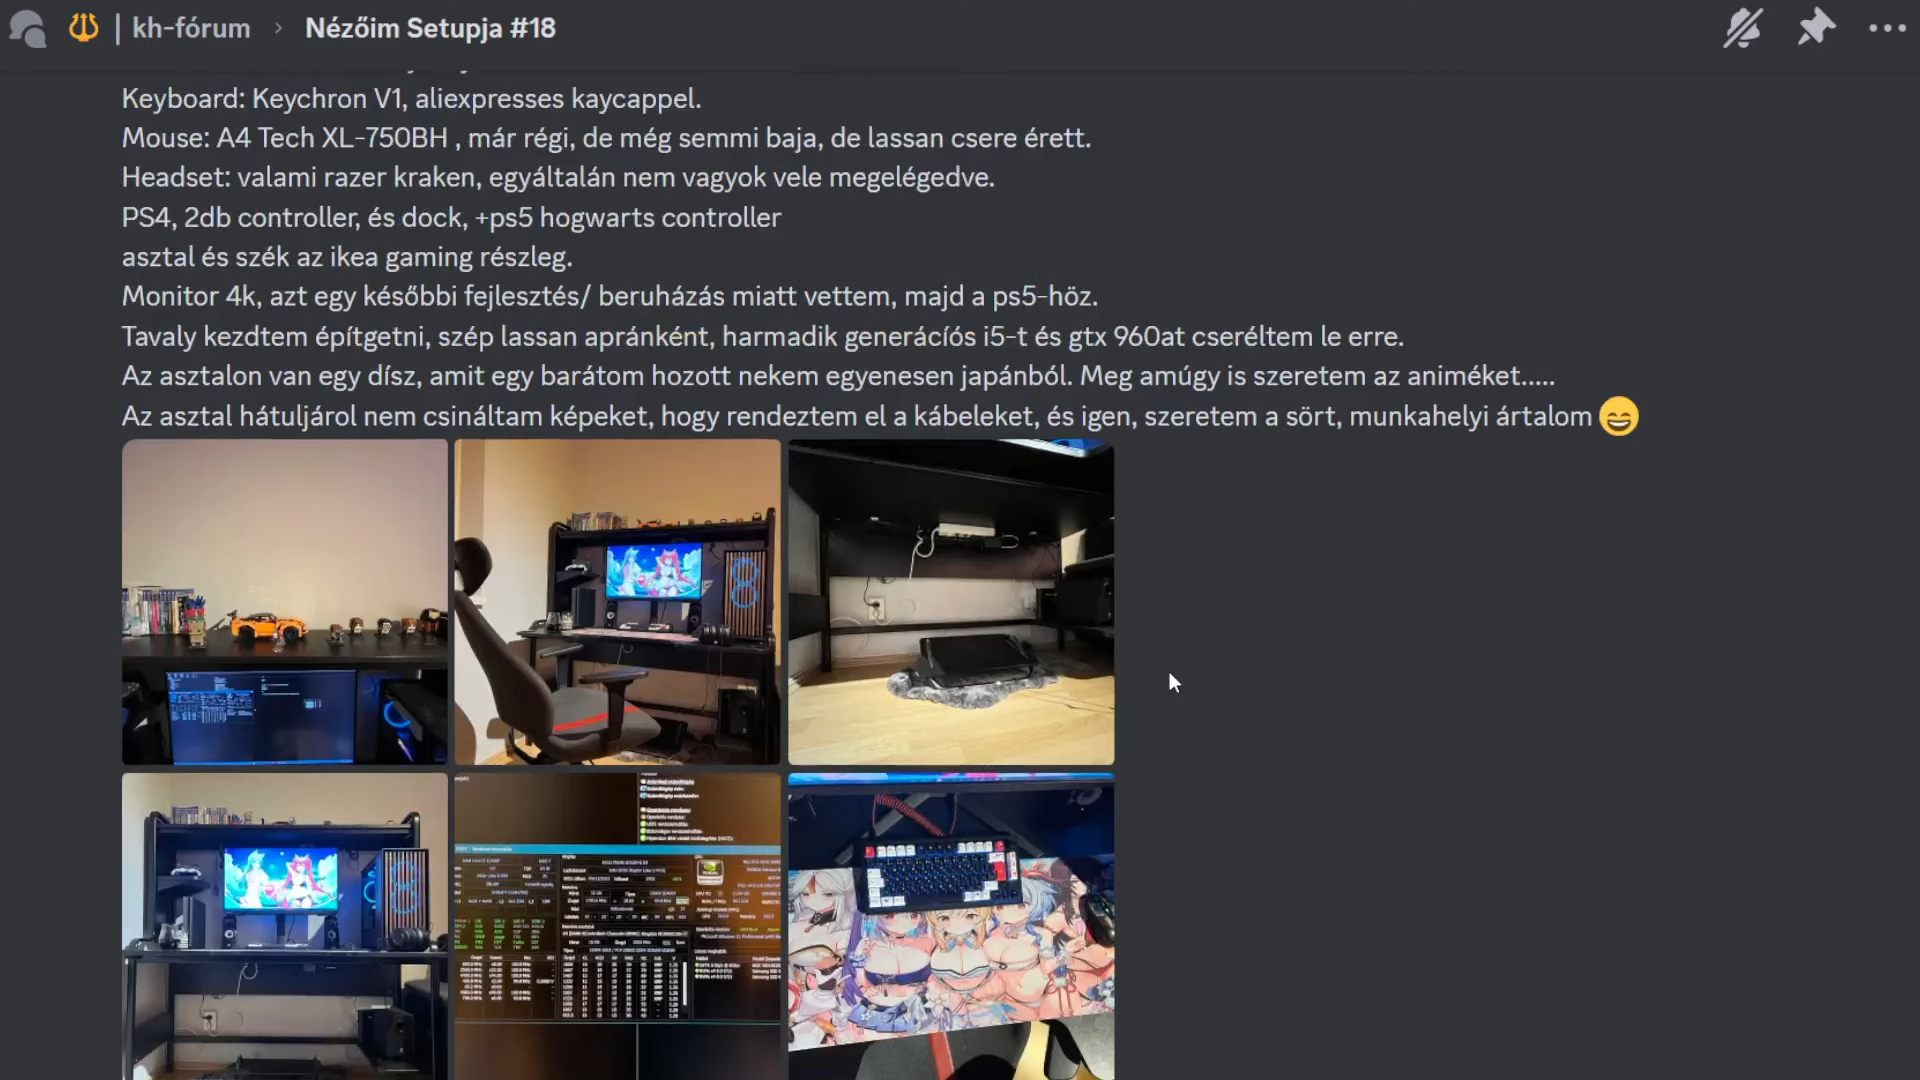 kh-fórum › Nézőim Setupja #18
Keyboard: Keychron V1, aliexpresses kaycappel.
Mouse: A4 Tech XL-750BH , már régi, de még semmi baja, de lassan csere érett.
Headset: valami razer kraken, egyáltalán nem vagyok vele megelégedve.
PS4, 2db controller, és dock, +ps5 hogwarts controller
asztal és szék az ikea gaming részleg.
Monitor 4k, azt egy későbbi fejlesztés/ beruházás miatt vettem, majd a ps5-höz.
Tavaly kezdtem építgetni, szép lassan apránként, harmadik generácíós i5-t és gtx 960at cseréltem le erre.
Az asztalon van egy dísz, amit egy barátom hozott nekem egyenesen japánból. Meg amúgy is szeretem az animéket.....
Az asztal hátuljárol nem csináltam képeket, hogy rendeztem el a kábeleket, és igen, szeretem a sört, munkahelyi ártalom 😄